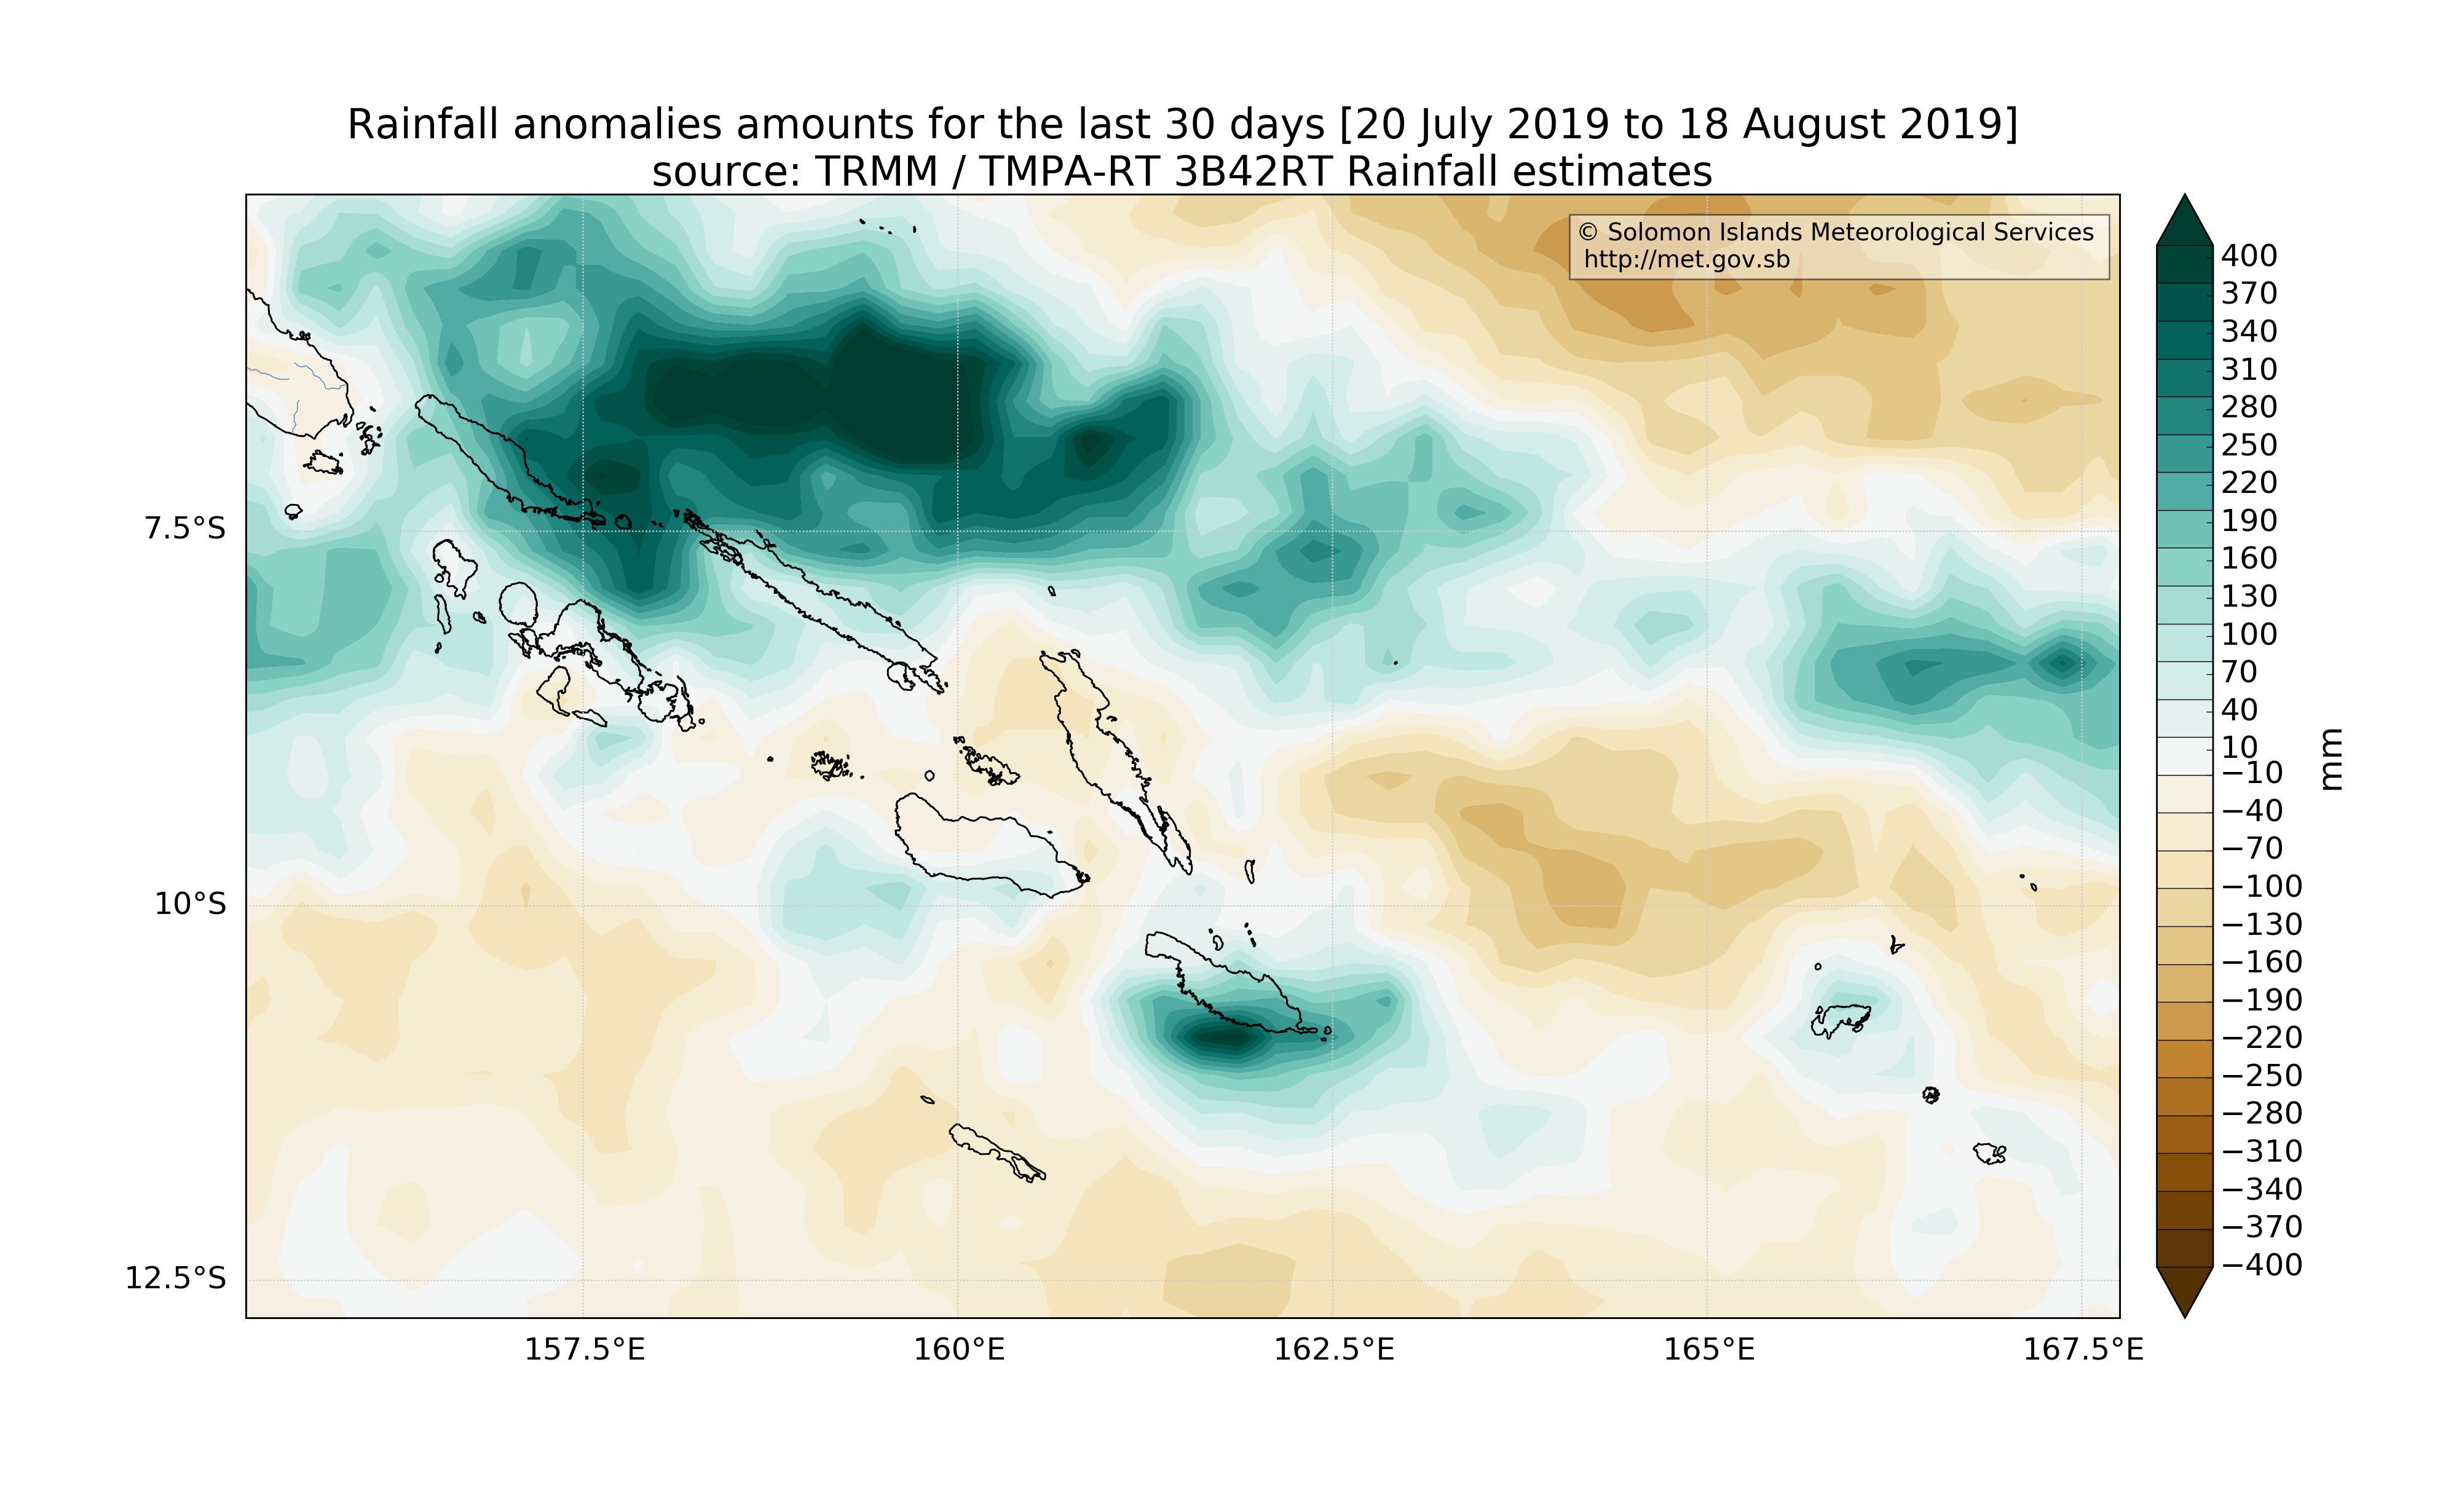 Rainfall anomalies amounts for the last 30 days [20 July 2019 to 18 August 2019]
source: TRMM / TMPA-RT 3B42RT Rainfall estimates
© Solomon Islands Meteorological Services
http://met.gov.sb
7.5°S
10°S
12.5°S
157.5°E
160°E
162.5°E
165°E
167.5°E
400
370
340
310
280
250
220
190
160
130
100
70
40
10
−10
−40
−70
−100
−130
−160
−190
−220
−250
−280
−310
−340
−370
−400
mm